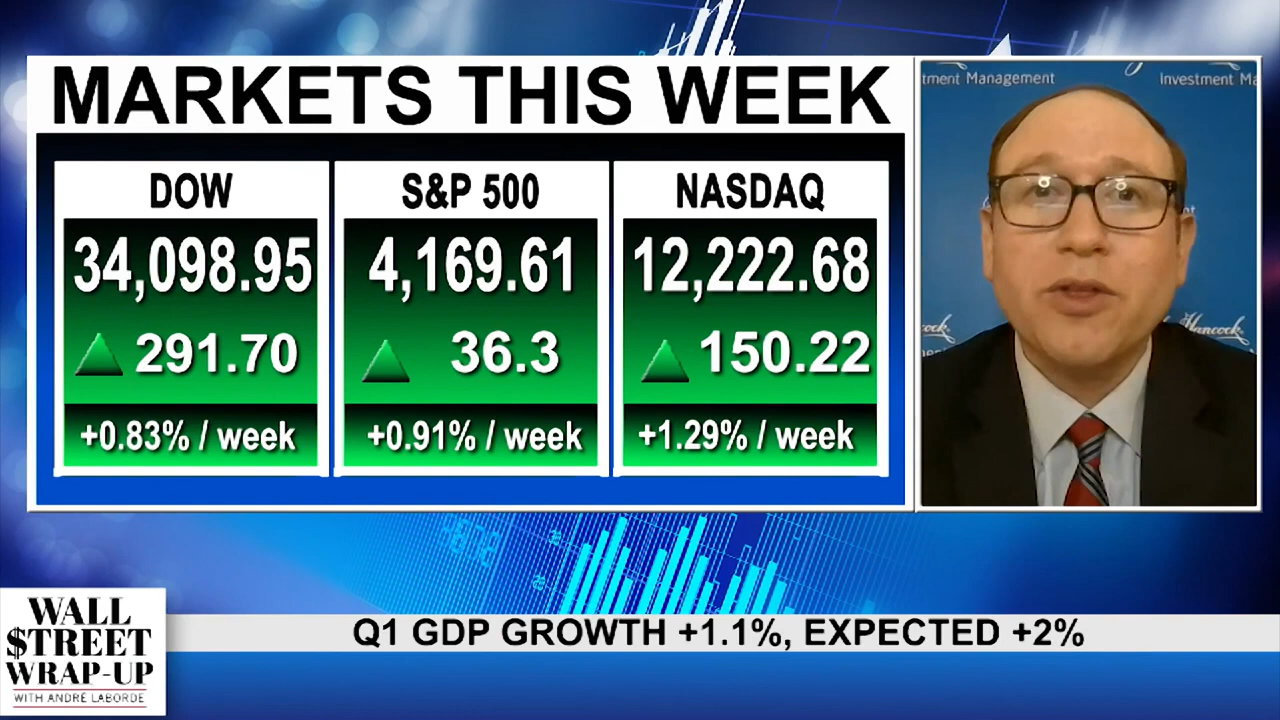 MARKETS THIS WEEK
DOW
34,098.95
291.70
+0.83% / week
S&P 500
4,169.61
36.3
+0.91% / week
NASDAQ
12,222.68
150.22
+1.29% / week
tment Management
Investment Ma
Hancock
Q1 GDP GROWTH +1.1%, EXPECTED +2%
WALL
$TREET
WRAP-UP
WITH ANDRÉ LABORDE